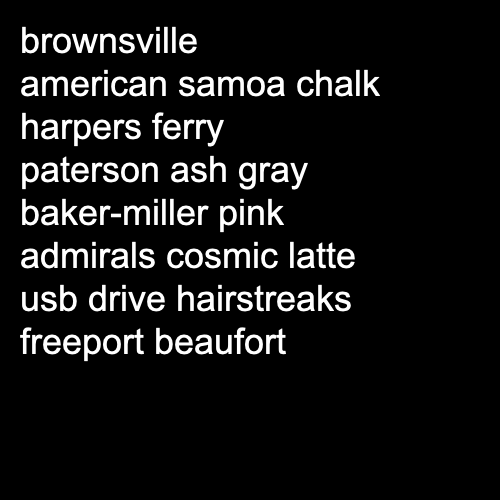 brownsville
american samoa chalk
harpers ferry
paterson ash gray
baker-miller pink
admirals cosmic latte
usb drive hairstreaks
freeport beaufort